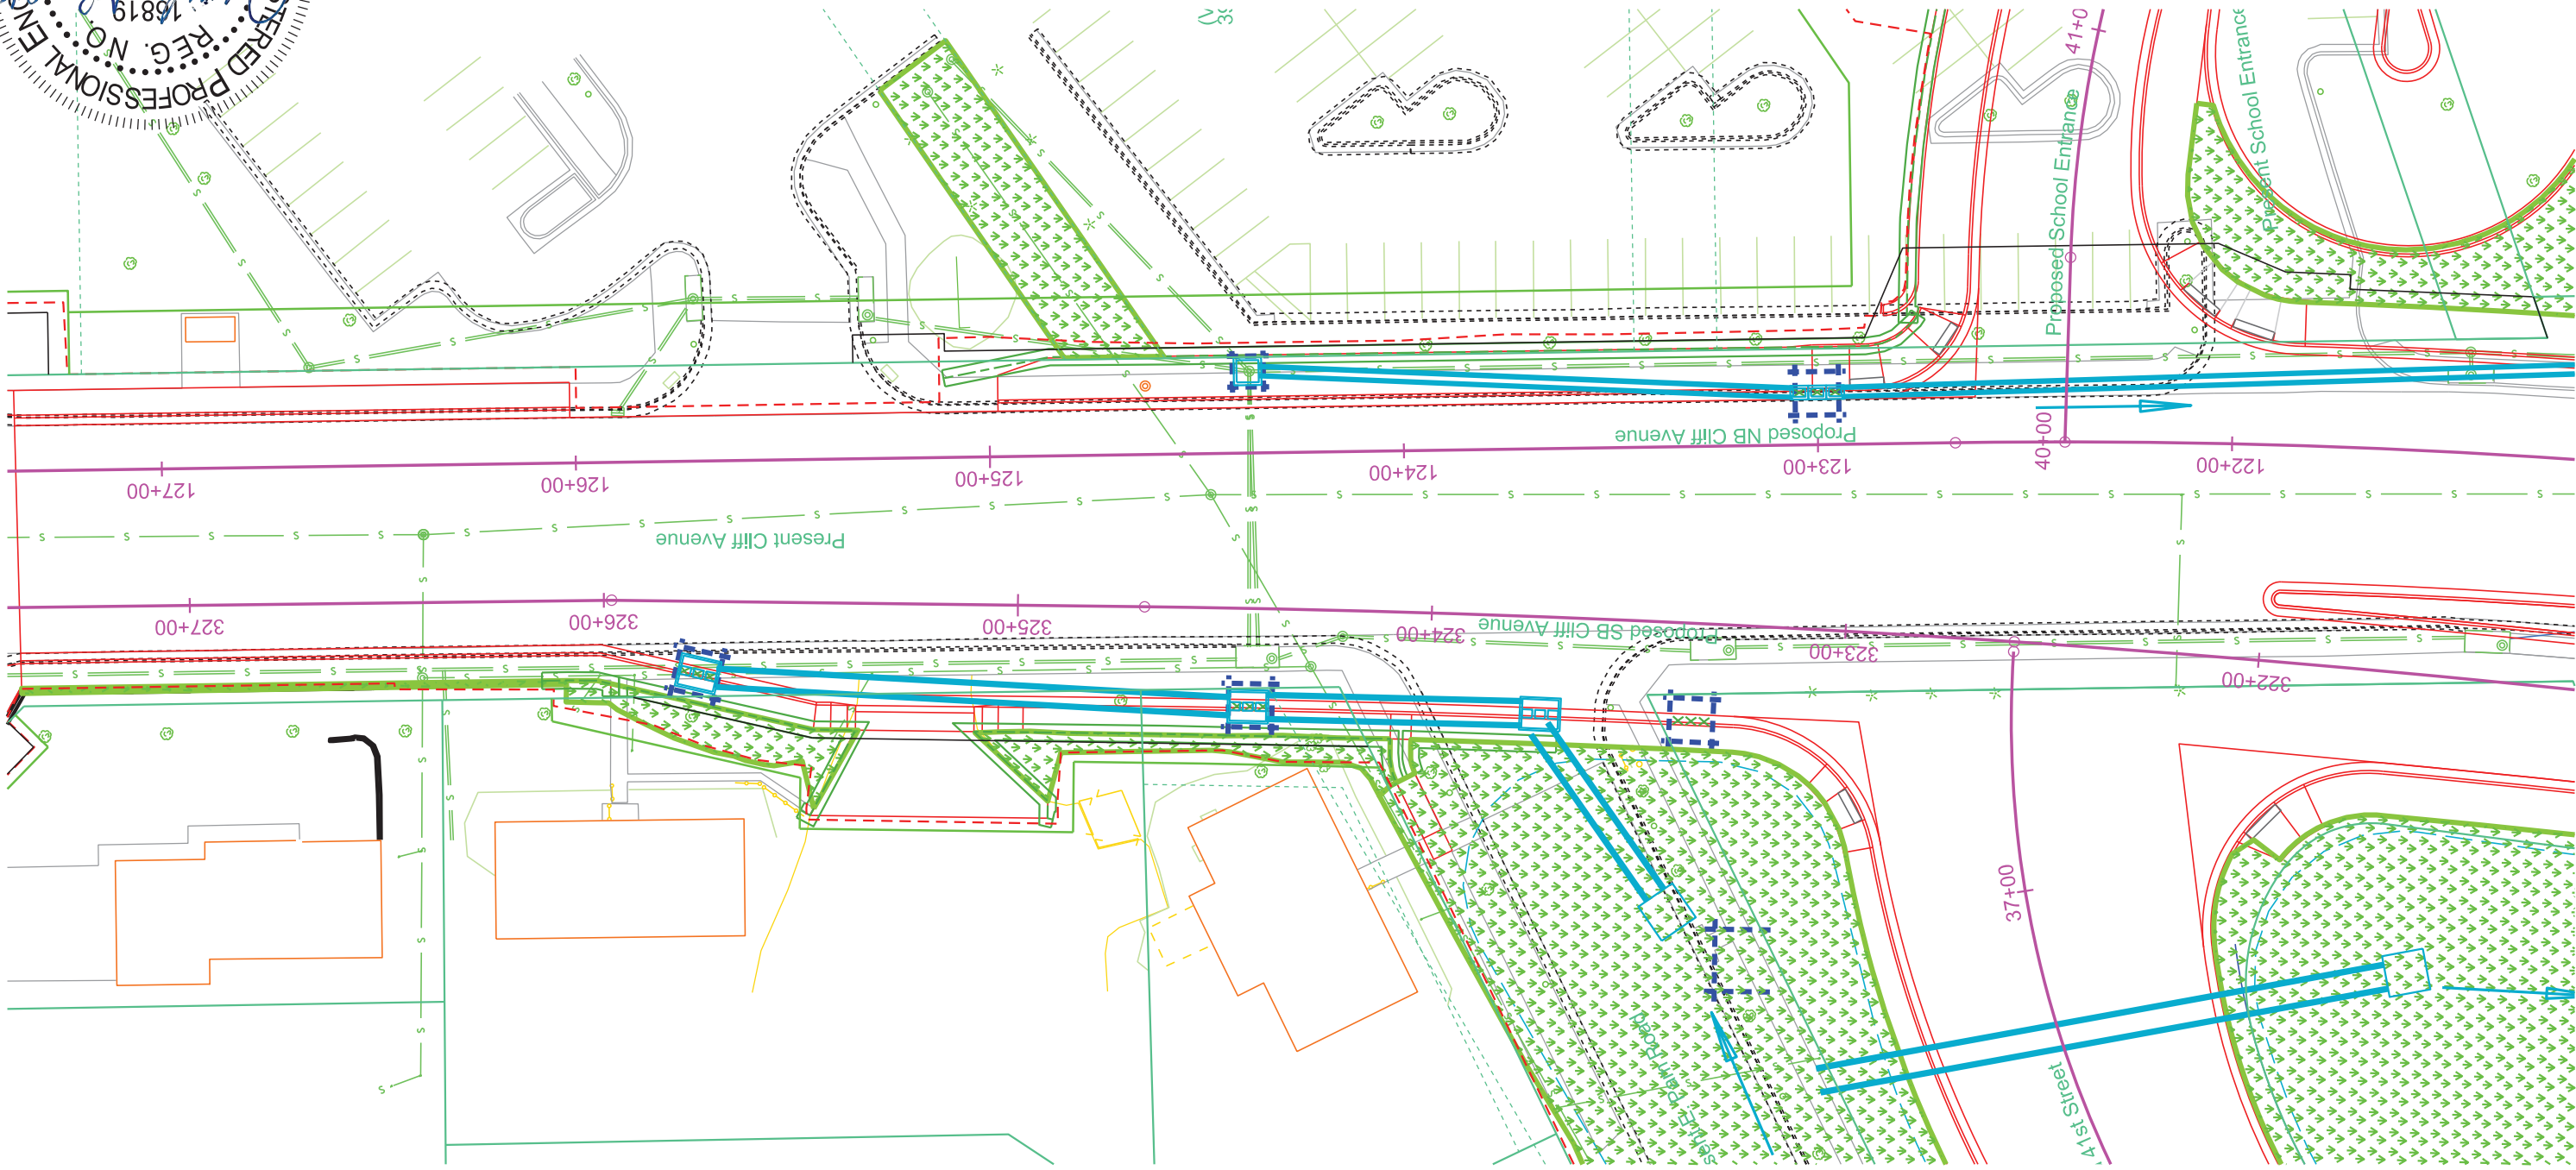 REGISTERED PROFESSIONAL ENG
REG. NO.
16819
41+0
Proposed School Entrance
Present School Entrance
40+00
Proposed NB Cliff Avenue
127+00
126+00
125+00
124+00
123+00
122+00
Present Cliff Avenue
327+00
326+00
325+00
324+00
Proposed SB Cliff Avenue
323+00
322+00
37+00
41st Street